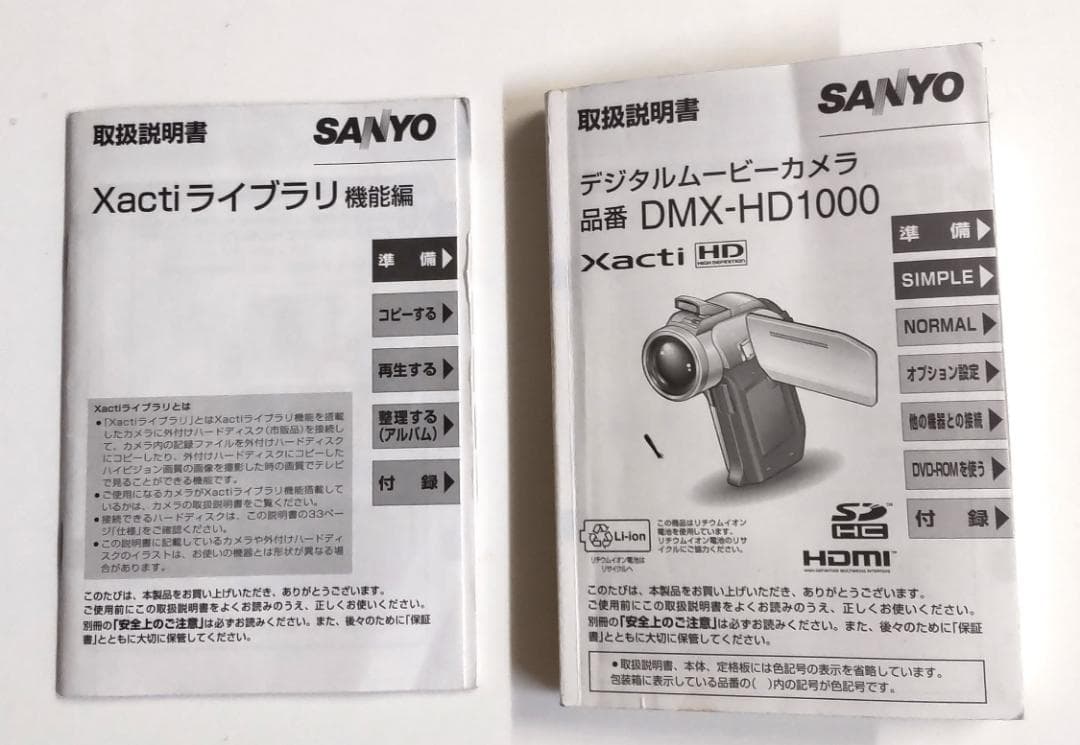 取扱説明書
SANYO
Xactiライブラリ 機能編
準 備
コピーする
再生する
整理する
(アルバム)
付 録
Xactiライブラリとは
●「Xactiライブラリ」とはXactiライブラリ機能を搭載
したカメラに外付けハードディスク(市販品)を接続し
て、カメラ内の記録ファイルを外付けハードディスク
にコピーしたり、外付けハードディスクにコピーした
ハイビジョン画質の画像を撮影した時の画質でテレビ
で見ることができる機能です。
●ご使用になるカメラがXactiライブラリ機能搭載して
いるかは、カメラの取扱説明書をご覧ください。
●接続できるハードディスクは、この説明書の33ペー
ジ「仕様」をご確認ください。
●この説明書に記載しているカメラや外付けハードディ
スクのイラストは、お使いの機器とは形状が異なる場
合があります。
このたびは、本製品をお買い上げいただき、ありがとうございます。
ご使用前にこの取扱説明書をよくお読みのうえ、正しくお使いください。
別冊の「安全上のご注意」は必ずお読みください。また、後々のために「保証
書」とともに大切に保管してください。
取扱説明書
SANYO
デジタルムービーカメラ
品番 DMX-HD1000
Xacti HD
HIGH DEFINITION
準 備
SIMPLE
NORMAL
オプション設定
他の機器との接続
DVD-ROMを使う
付 録
Li-ion
リチウムイオン電池は
リサイクルへ
この商品はリチウムイオン
電池を使用しています。
リチウムイオン電池のリサ
イクルにご協力ください。
SD
HC
HDMI™
HIGH-DEFINITION MULTIMEDIA INTERFACE
このたびは、本製品をお買い上げいただき、ありがとうございます。
ご使用前にこの取扱説明書をよくお読みのうえ、正しくお使いください。
別冊の「安全上のご注意」は必ずお読みください。また、後々のために「保証
書」とともに大切に保管してください。
●取扱説明書、本体、定格板には色記号の表示を省略しています。
包装箱に表示している品番の( )内の記号が色記号です。